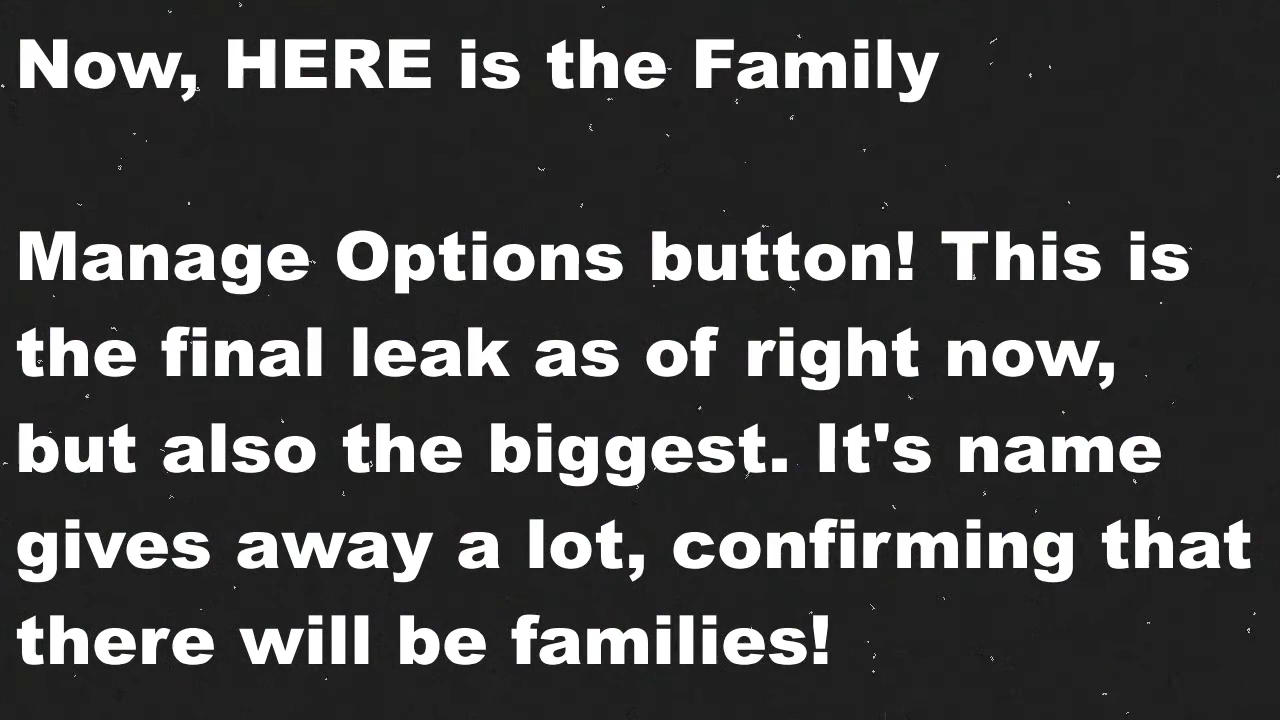 Now, HERE is the Family
Manage Options button! This is
the final leak as of right now,
but also the biggest. It's name
gives away a lot, confirming that
there will be families!